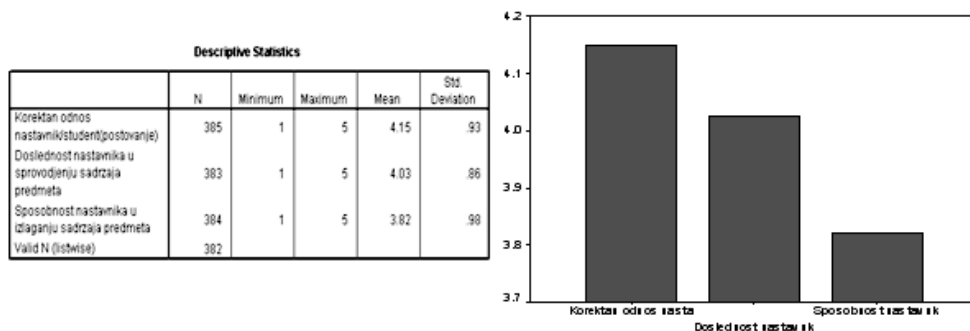 Descriptive Statistics
N Minimum Maximum Mean Std. Deviation
Korektan odnos
nastavnik/student(postovanje) 385 1 5 4.15 .93
Doslednost nastavnika u
sprovodjenju sadrzaja
predmeta 383 1 5 4.03 .86
Sposobnost nastavnika u
izlaganju sadrzaja predmeta 384 1 5 3.82 .98
Valid N (listwise) 382
4.2
4.1
4.0
3.9
3.8
3.7
Korektan odnos nasta
Doslednost nastavnik
Sposobnost nastavnik